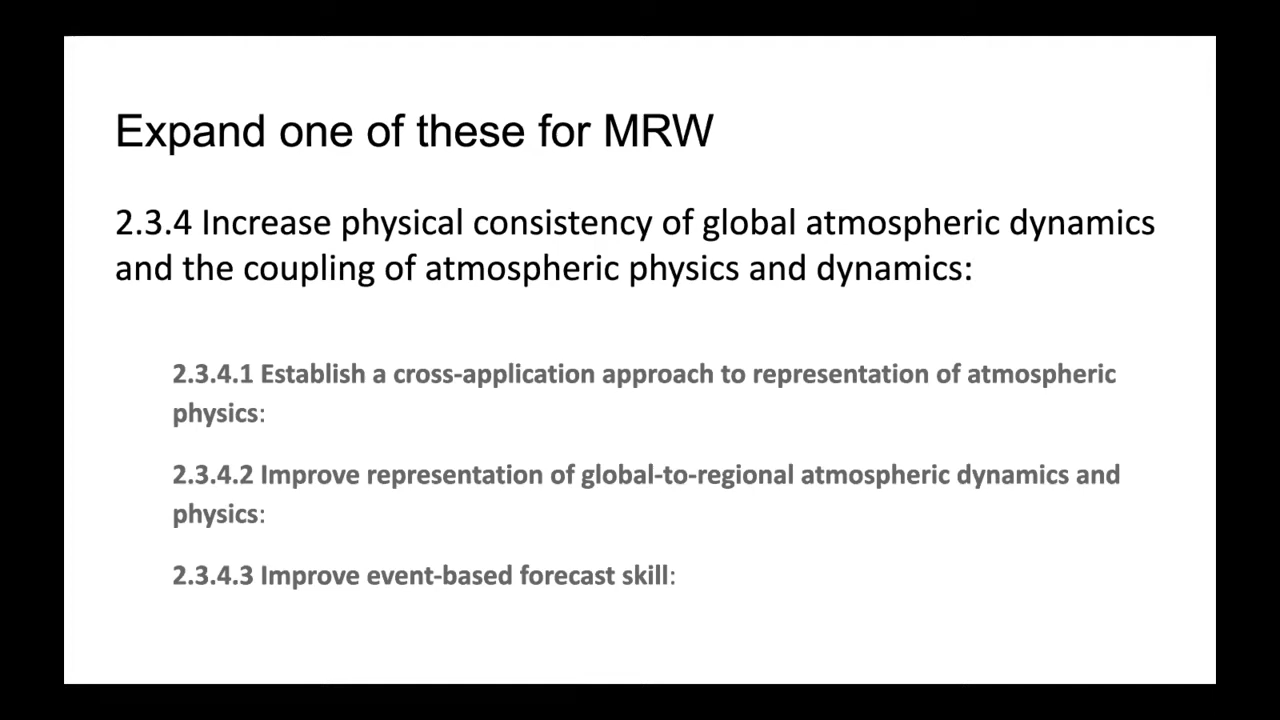 Expand one of these for MRW
2.3.4 Increase physical consistency of global atmospheric dynamics
and the coupling of atmospheric physics and dynamics:
2.3.4.1 Establish a cross-application approach to representation of atmospheric
physics:
2.3.4.2 Improve representation of global-to-regional atmospheric dynamics and
physics:
2.3.4.3 Improve event-based forecast skill: